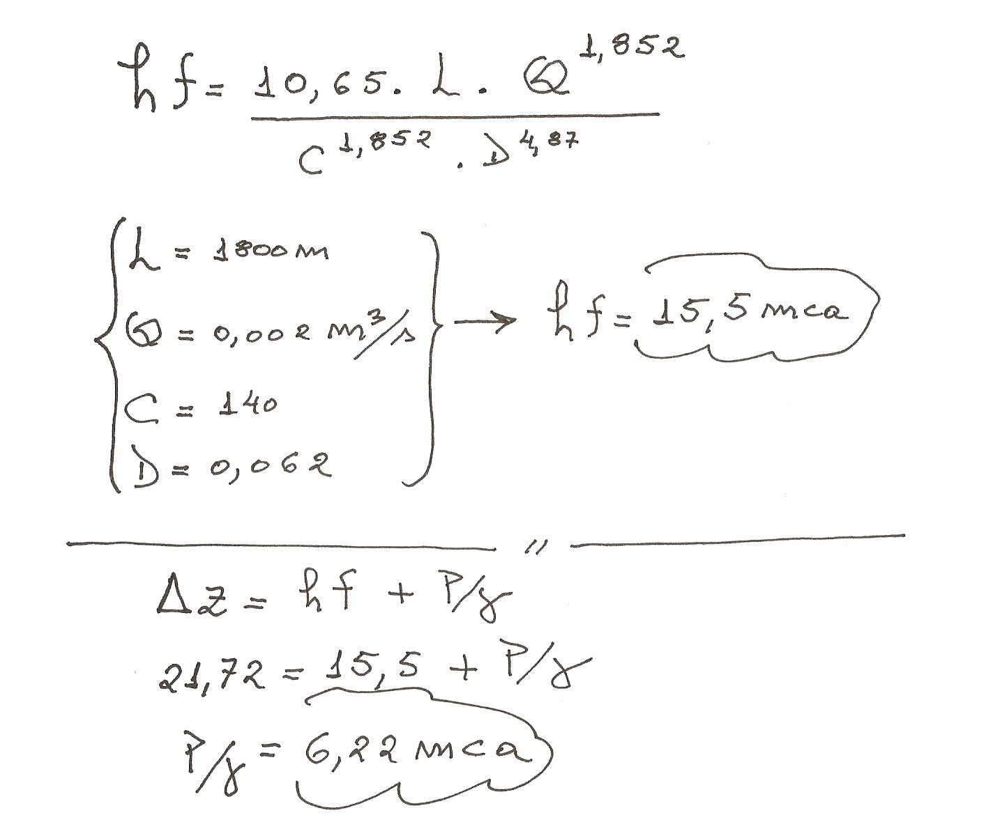 hf = 10,65 . L . Q^1,852
C^1,852 . D^4,87
L = 1800 m
Q = 0,002 m³/s
C = 140
D = 0,062
→ hf = 15,5 mca
"
ΔZ = hf + P/γ
21,72 = 15,5 + P/γ
P/γ = 6,22 mca